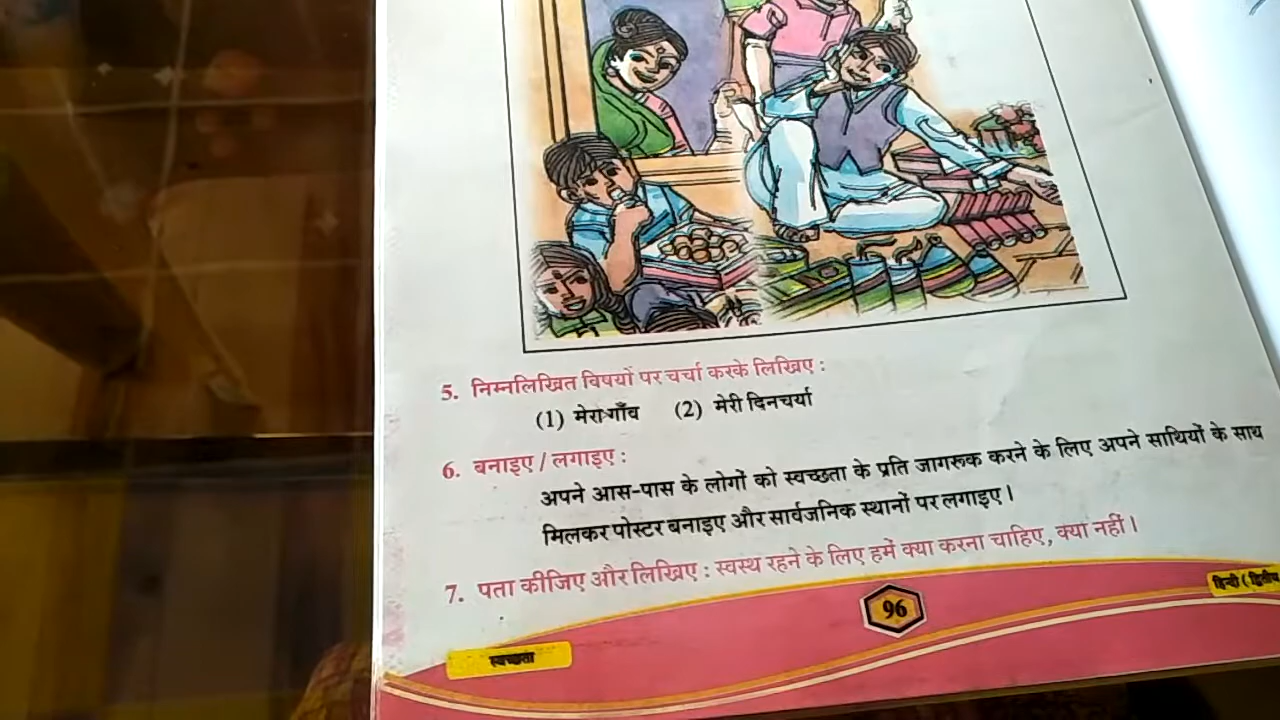 5. निम्नलिखित विषयों पर चर्चा करके लिखिए :
(1) मेरा गाँव (2) मेरी दिनचर्या
6. बनाइए / लगाइए :
अपने आस-पास के लोगों को स्वच्छता के प्रति जागरूक करने के लिए अपने साथियों के साथ
मिलकर पोस्टर बनाइए और सार्वजनिक स्थानों पर लगाइए।
7. पता कीजिए और लिखिए : स्वस्थ रहने के लिए हमें क्या करना चाहिए, क्या नहीं।
स्वच्छता
96
हिन्दी (द्वितीय